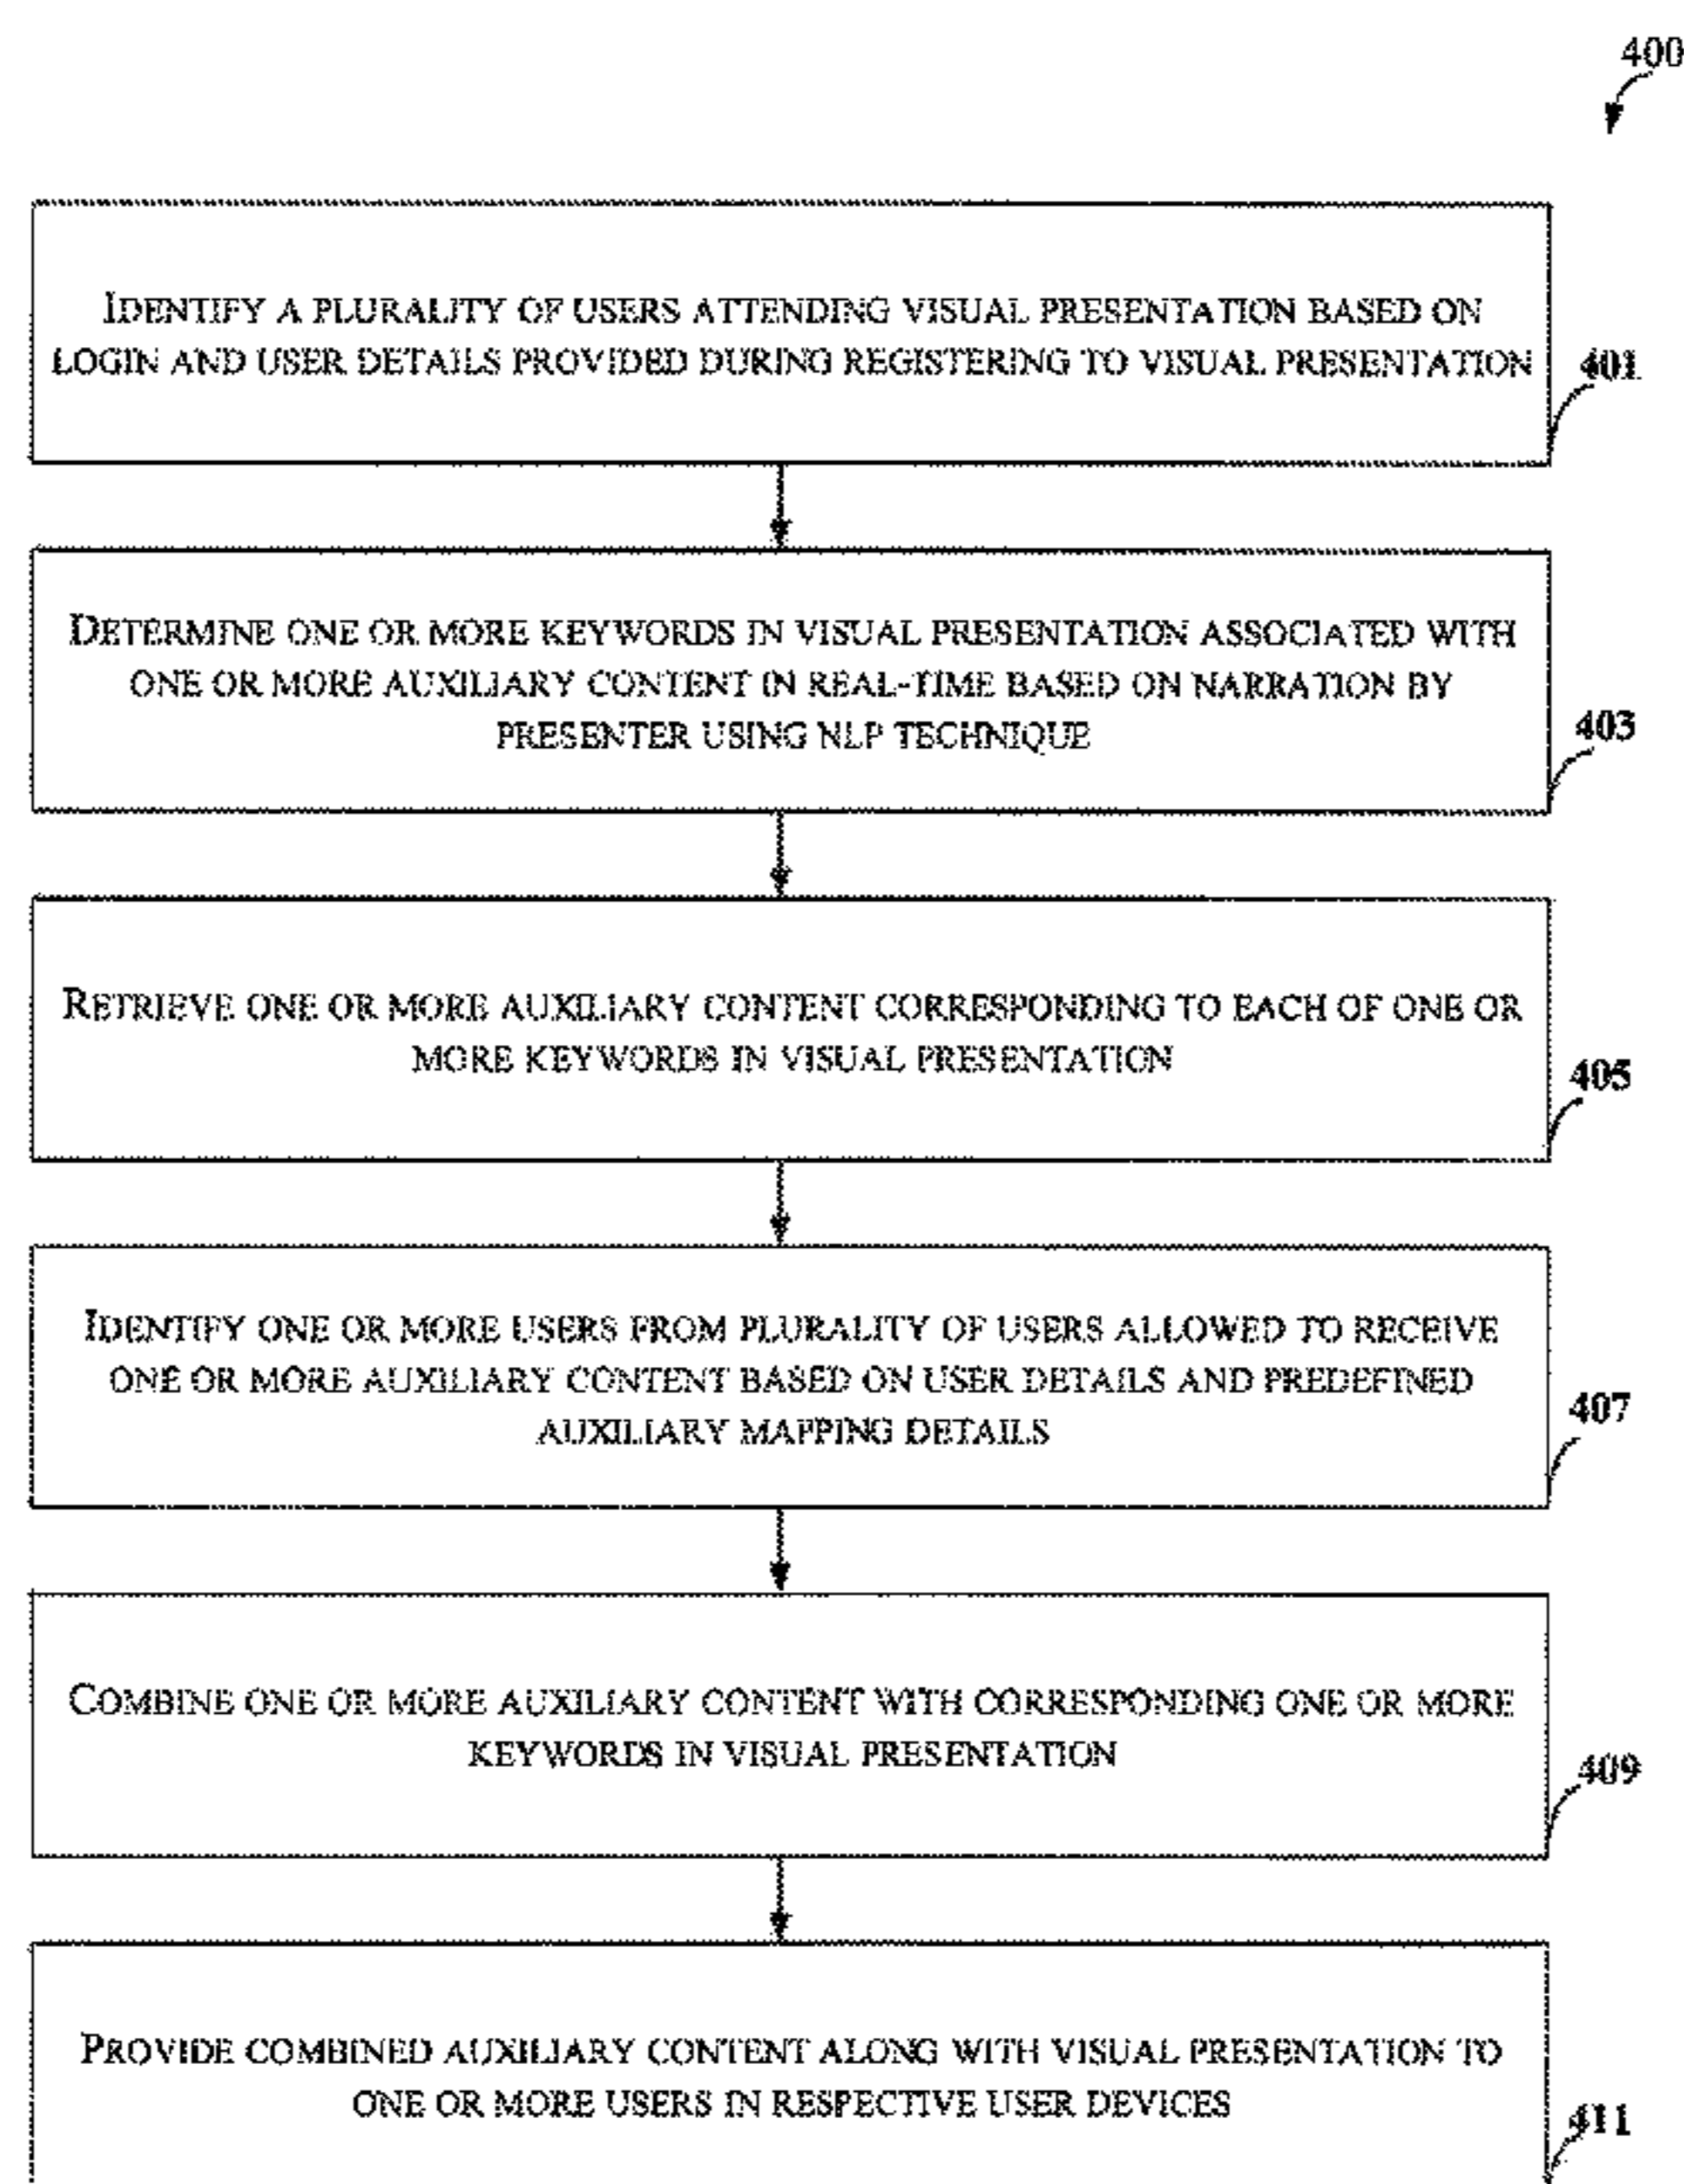 400
IDENTIFY A PLURALITY OF USERS ATTENDING VISUAL PRESENTATION BASED ON
LOGIN AND USER DETAILS PROVIDED DURING REGISTERING TO VISUAL PRESENTATION
401
DETERMINE ONE OR MORE KEYWORDS IN VISUAL PRESENTATION ASSOCIATED WITH
ONE OR MORE AUXILIARY CONTENT IN REAL-TIME BASED ON NARRATION BY
PRESENTER USING NLP TECHNIQUE
403
RETRIEVE ONE OR MORE AUXILIARY CONTENT CORRESPONDING TO EACH OF ONE OR
MORE KEYWORDS IN VISUAL PRESENTATION
405
IDENTIFY ONE OR MORE USERS FROM PLURALITY OF USERS ALLOWED TO RECEIVE
ONE OR MORE AUXILIARY CONTENT BASED ON USER DETAILS AND PREDEFINED
AUXILIARY MAPPING DETAILS
407
COMBINE ONE OR MORE AUXILIARY CONTENT WITH CORRESPONDING ONE OR MORE
KEYWORDS IN VISUAL PRESENTATION
409
PROVIDE COMBINED AUXILIARY CONTENT ALONG WITH VISUAL PRESENTATION TO
ONE OR MORE USERS IN RESPECTIVE USER DEVICES
411